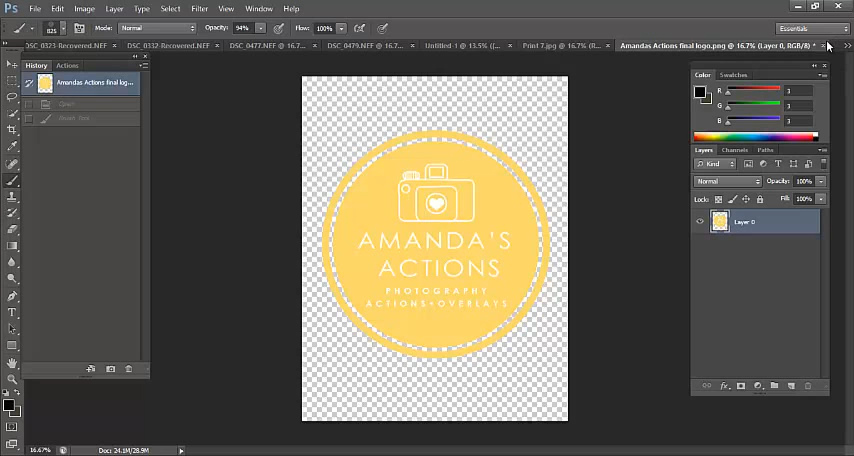 Ps File Edit Image Layer Type Select Filter View Window Help
825 Mode: Normal Opacity: 94% Flow: 100% Essentials
DSC_0323-Recovered.NEF × DSC_0332-Recovered.NEF × DSC_0477.NEF @ 16.7... × DSC_0479.NEF @ 16.7... × Untitled-1 @ 13.5% ((... × Print 7.jpg @ 16.7% (R... × Amandas Actions final logo.png @ 16.7% (Layer 0, RGB/8) * ×
History Actions
Amandas Actions final log...
Open
Color Swatches
R 3
G 3
B 3
Layers Channels Paths
Kind
Normal Opacity: 100%
Lock: Fill: 100%
Layer 0
AMANDA'S
ACTIONS
PHOTOGRAPHY
ACTIONS+OVERLAYS
16.67% Doc: 24.1M/28.9M